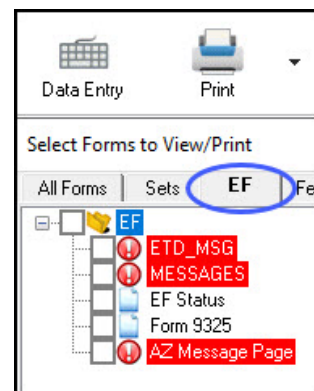 Data Entry Print
Select Forms to View/Print
All Forms Sets EF Fe
EF
ETD_MSG
MESSAGES
EF Status
Form 9325
AZ Message Page